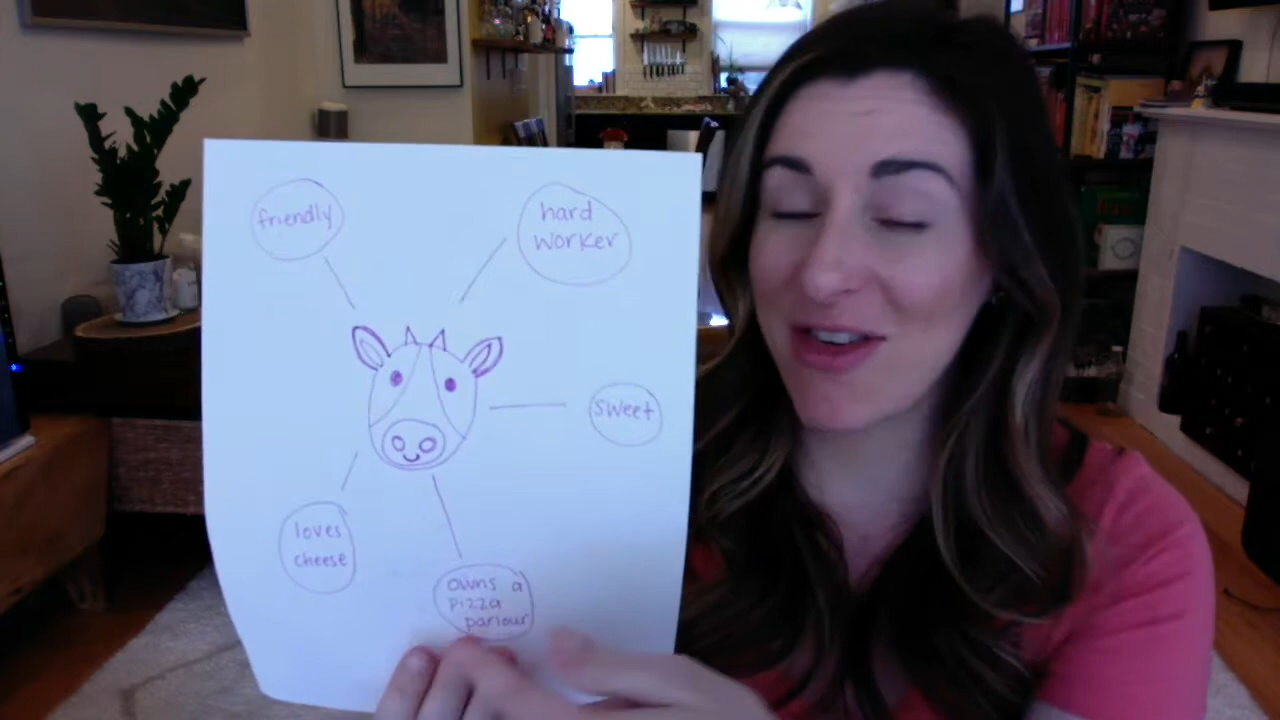 friendly
hard
worker
sweet
loves
cheese
owns a
pizza
parlour